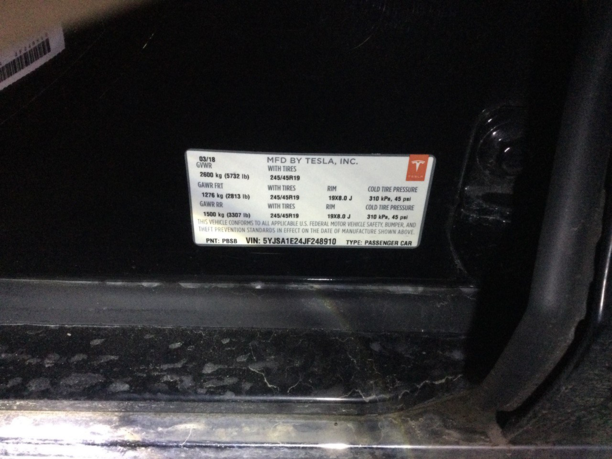 03/18 MFD BY TESLA, INC.
GVWR WITH TIRES
2600 kg (5732 lb) 245/45R19
GAWR FRT WITH TIRES RIM COLD TIRE PRESSURE
1276 kg (2813 lb) 245/45R19 19X8.0 J 310 kPa, 45 psi
GAWR RR WITH TIRES RIM COLD TIRE PRESSURE
1500 kg (3307 lb) 245/45R19 19X8.0 J 310 kPa, 45 psi
THIS VEHICLE CONFORMS TO ALL APPLICABLE U.S. FEDERAL MOTOR VEHICLE SAFETY, BUMPER, AND
THEFT PREVENTION STANDARDS IN EFFECT ON THE DATE OF MANUFACTURE SHOWN ABOVE.
PNT: PBSB VIN: 5YJSA1E24JF248910 TYPE: PASSENGER CAR